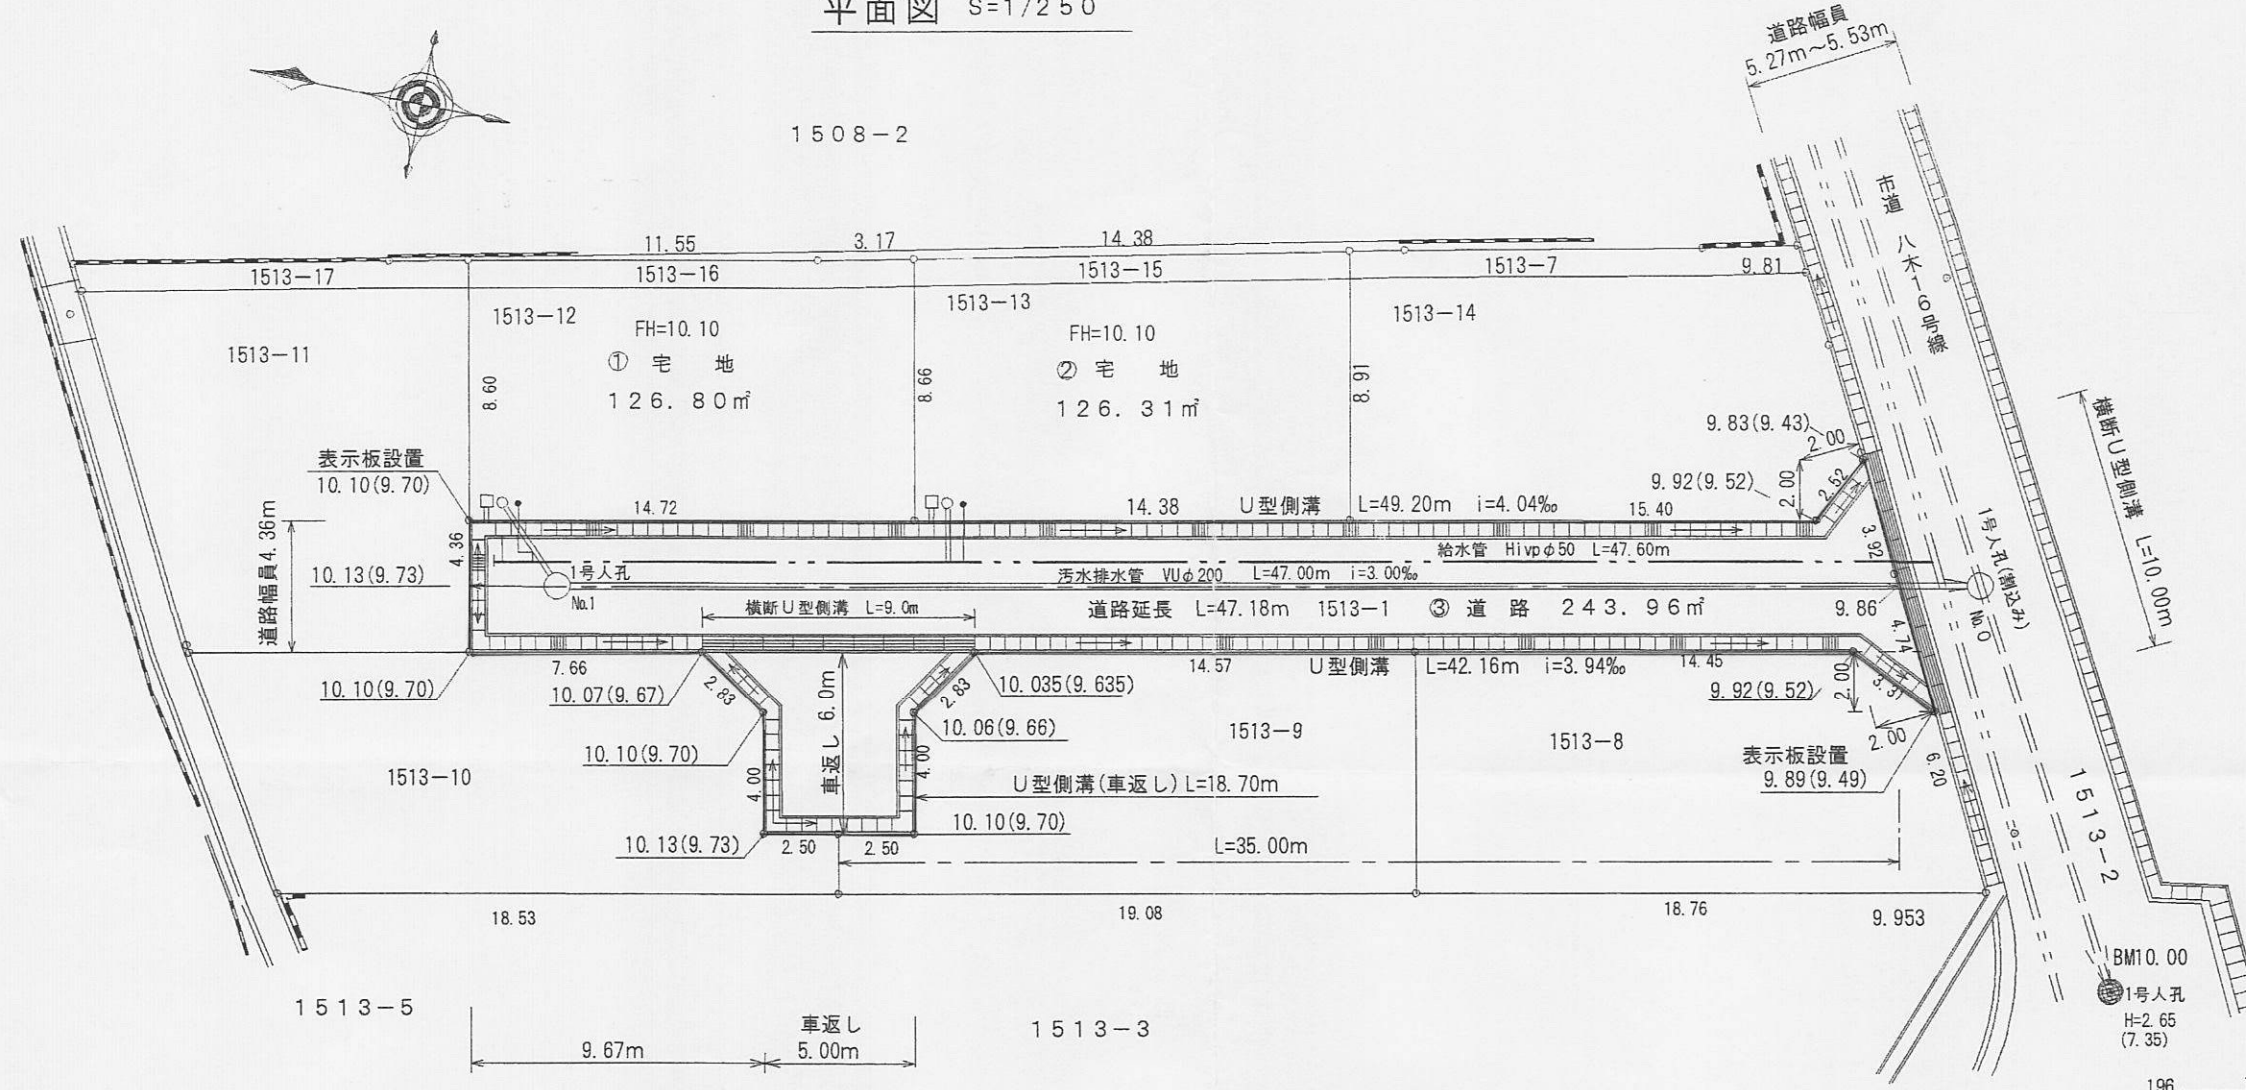 平面図 S=1/250
道路幅員
5.27m～5.53m
1508-2
市道 八木16号線
11.55
3.17
14.38
1513-17
1513-16
1513-15
1513-7
9.81
1513-12
1513-13
1513-14
FH=10.10
① 宅 地
126.80㎡
FH=10.10
② 宅 地
126.31㎡
1513-11
8.60
8.66
8.91
9.83(9.43)
2.00
横断U型側溝 L=10.00m
表示板設置
10.10(9.70)
9.92(9.52)
2.00
2.52
14.72
14.38
U型側溝 L=49.20m i=4.04‰
15.40
道路幅員4.36m
4.36
3.92
1号人孔(割込み)
No.0
給水管 Hivpφ50 L=47.60m
10.13(9.73)
1号人孔
No.1
汚水排水管 VUφ200 L=47.00m i=3.00‰
横断U型側溝 L=9.0m
道路延長 L=47.18m 1513-1 ③ 道 路 243.96㎡
9.86
4.74
7.66
14.57
U型側溝 L=42.16m i=3.94‰
14.45
10.10(9.70)
10.07(9.67)
2.83
車返し 6.0m
2.83
10.035(9.635)
9.92(9.52)
2.00
3.31
10.06(9.66)
1513-9
1513-8
2.00
10.10(9.70)
1513-10
4.00
4.00
U型側溝(車返し)L=18.70m
表示板設置
9.89(9.49)
6.20
1513-2
10.13(9.73)
2.50
2.50
10.10(9.70)
L=35.00m
18.53
19.08
18.76
9.953
BM10.00
1号人孔
H=2.65
(7.35)
1513-5
車返し
5.00m
9.67m
1513-3
196